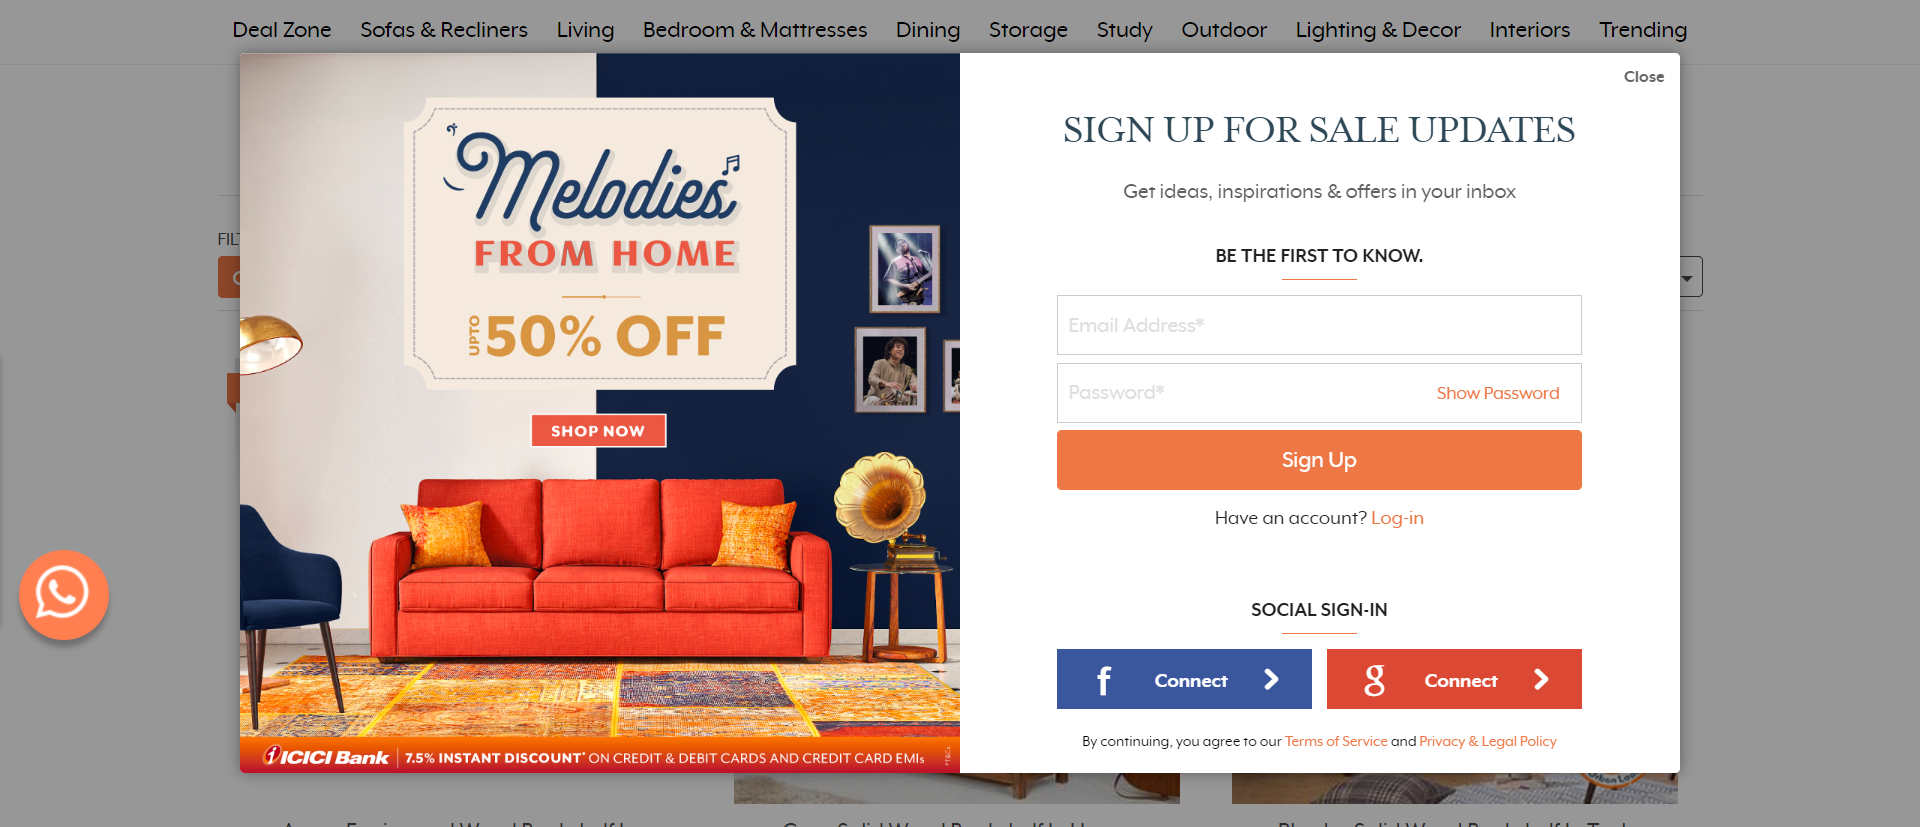 Deal Zone Sofas & Recliners Living Bedroom & Mattresses Dining Storage Study Outdoor Lighting & Decor Interiors Trending
Close
Melodies
FROM HOME
UPTO 50% OFF
SHOP NOW
ICICI Bank 7.5% INSTANT DISCOUNT* ON CREDIT & DEBIT CARDS AND CREDIT CARD EMIs
*T&Cs
SIGN UP FOR SALE UPDATES
Get ideas, inspirations & offers in your inbox
BE THE FIRST TO KNOW.
Email Address*
Password* Show Password
Sign Up
Have an account? Log-in
SOCIAL SIGN-IN
f Connect g Connect
By continuing, you agree to our Terms of Service and Privacy & Legal Policy